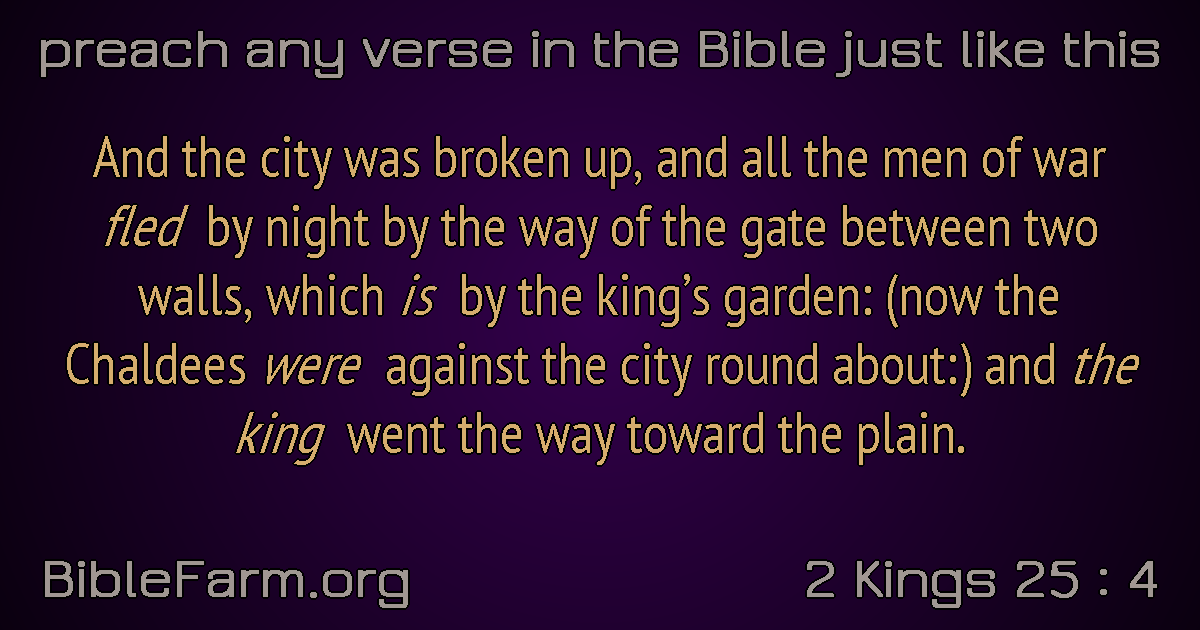 preach any verse in the Bible just like this
And the city was broken up, and all the men of war
fled by night by the way of the gate between two
walls, which is by the king’s garden: (now the
Chaldees were against the city round about:) and the
king went the way toward the plain.
BibleFarm.org
2 Kings 25 : 4